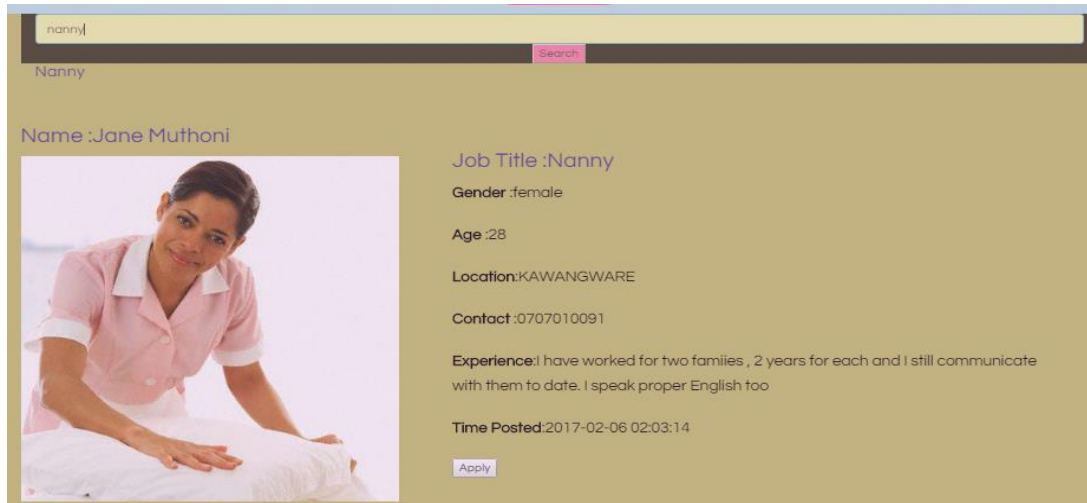 nanny
Search
Nanny
Name :Jane Muthoni
Job Title :Nanny
Gender :female
Age :28
Location:KAWANGWARE
Contact :0707010091
Experience:I have worked for two famiies , 2 years for each and I still communicate
with them to date. I speak proper English too
Time Posted:2017-02-06 02:03:14
Apply